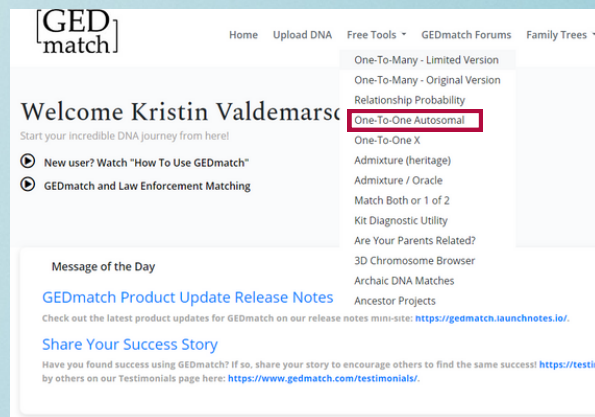 [GED
match]
Home Upload DNA Free Tools GEDmatch Forums Family Trees
One-To-Many - Limited Version
One-To-Many - Original Version
Relationship Probability
One-To-One Autosomal
One-To-One X
Admixture (heritage)
Admixture / Oracle
Match Both or 1 of 2
Kit Diagnostic Utility
Are Your Parents Related?
3D Chromosome Browser
Archaic DNA Matches
Ancestor Projects
Welcome Kristin Valdemarso
Start your incredible DNA journey from here!
New user? Watch "How To Use GEDmatch"
GEDmatch and Law Enforcement Matching
Message of the Day
GEDmatch Product Update Release Notes
Check out the latest product updates for GEDmatch on our release notes mini-site: https://gedmatch.launchnotes.io/.
Share Your Success Story
Have you found success using GEDmatch? If so, share your story to encourage others to find the same success! https://testi
by others on our Testimonials page here: https://www.gedmatch.com/testimonials/.